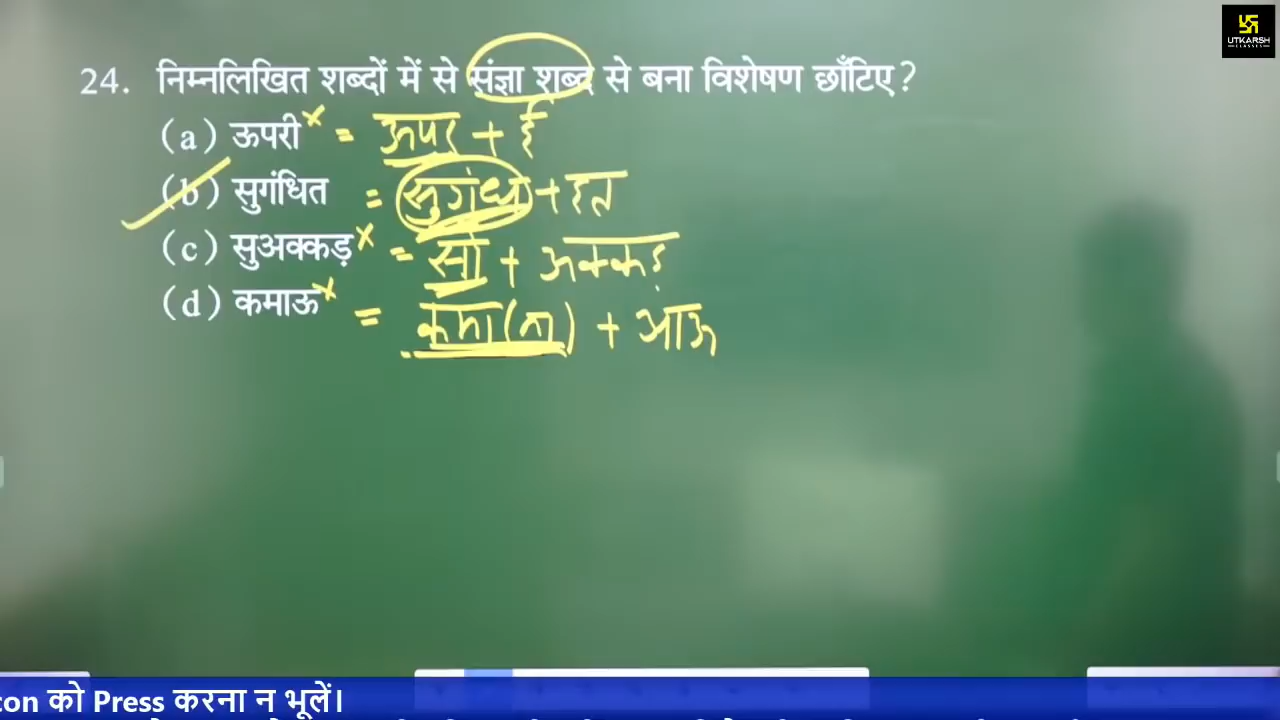 24. निम्नलिखित शब्दों में से संज्ञा शब्द से बना विशेषण छाँटिए?
(a) ऊपरी × = ऊपर + ई
(b) सुगंधित = सुगंध + इत
(c) सुअक्कड़ × = सो + अक्कड़
(d) कमाऊ × = कमा(ना) + आऊ
UTKARSH
CLASSES
con को Press करना न भूलें।